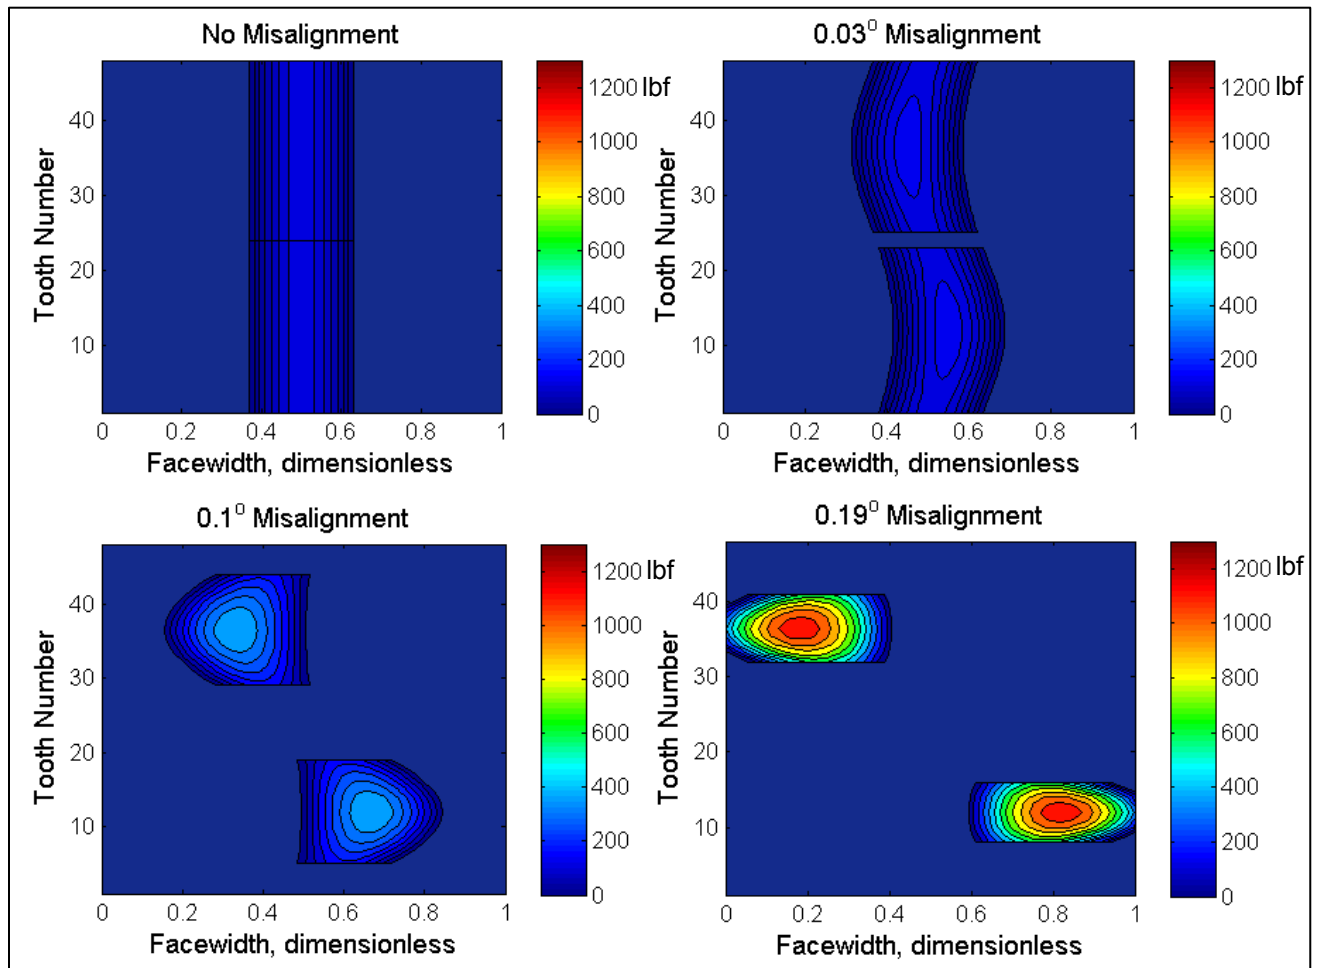 No Misalignment
0.03⁰ Misalignment
1200 lbf
1000
800
600
400
200
0
40
30
20
10
0 0.2 0.4 0.6 0.8 1
Tooth Number
Facewidth, dimensionless
1200 lbf
1000
800
600
400
200
0
40
30
20
10
0 0.2 0.4 0.6 0.8 1
Tooth Number
Facewidth, dimensionless
0.1⁰ Misalignment
0.19⁰ Misalignment
1200 lbf
1000
800
600
400
200
0
40
30
20
10
0 0.2 0.4 0.6 0.8 1
Tooth Number
Facewidth, dimensionless
1200 lbf
1000
800
600
400
200
0
40
30
20
10
0 0.2 0.4 0.6 0.8 1
Tooth Number
Facewidth, dimensionless